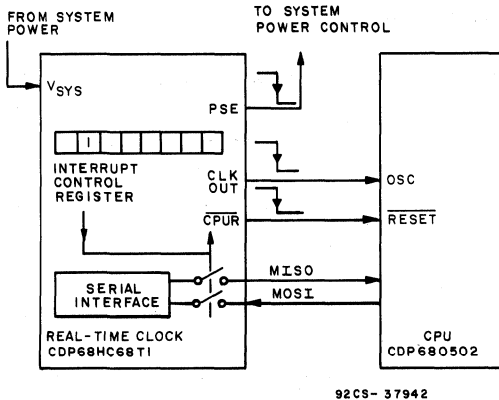 FROM SYSTEM
POWER
TO SYSTEM
POWER CONTROL
VSYS
PSE
1
INTERRUPT
CONTROL
REGISTER
CLK
OUT
OSC
CPUR
RESET
MISO
MOSI
SERIAL
INTERFACE
REAL-TIME CLOCK
CDP68HC68T1
CPU
CDP680502
92CS-37942